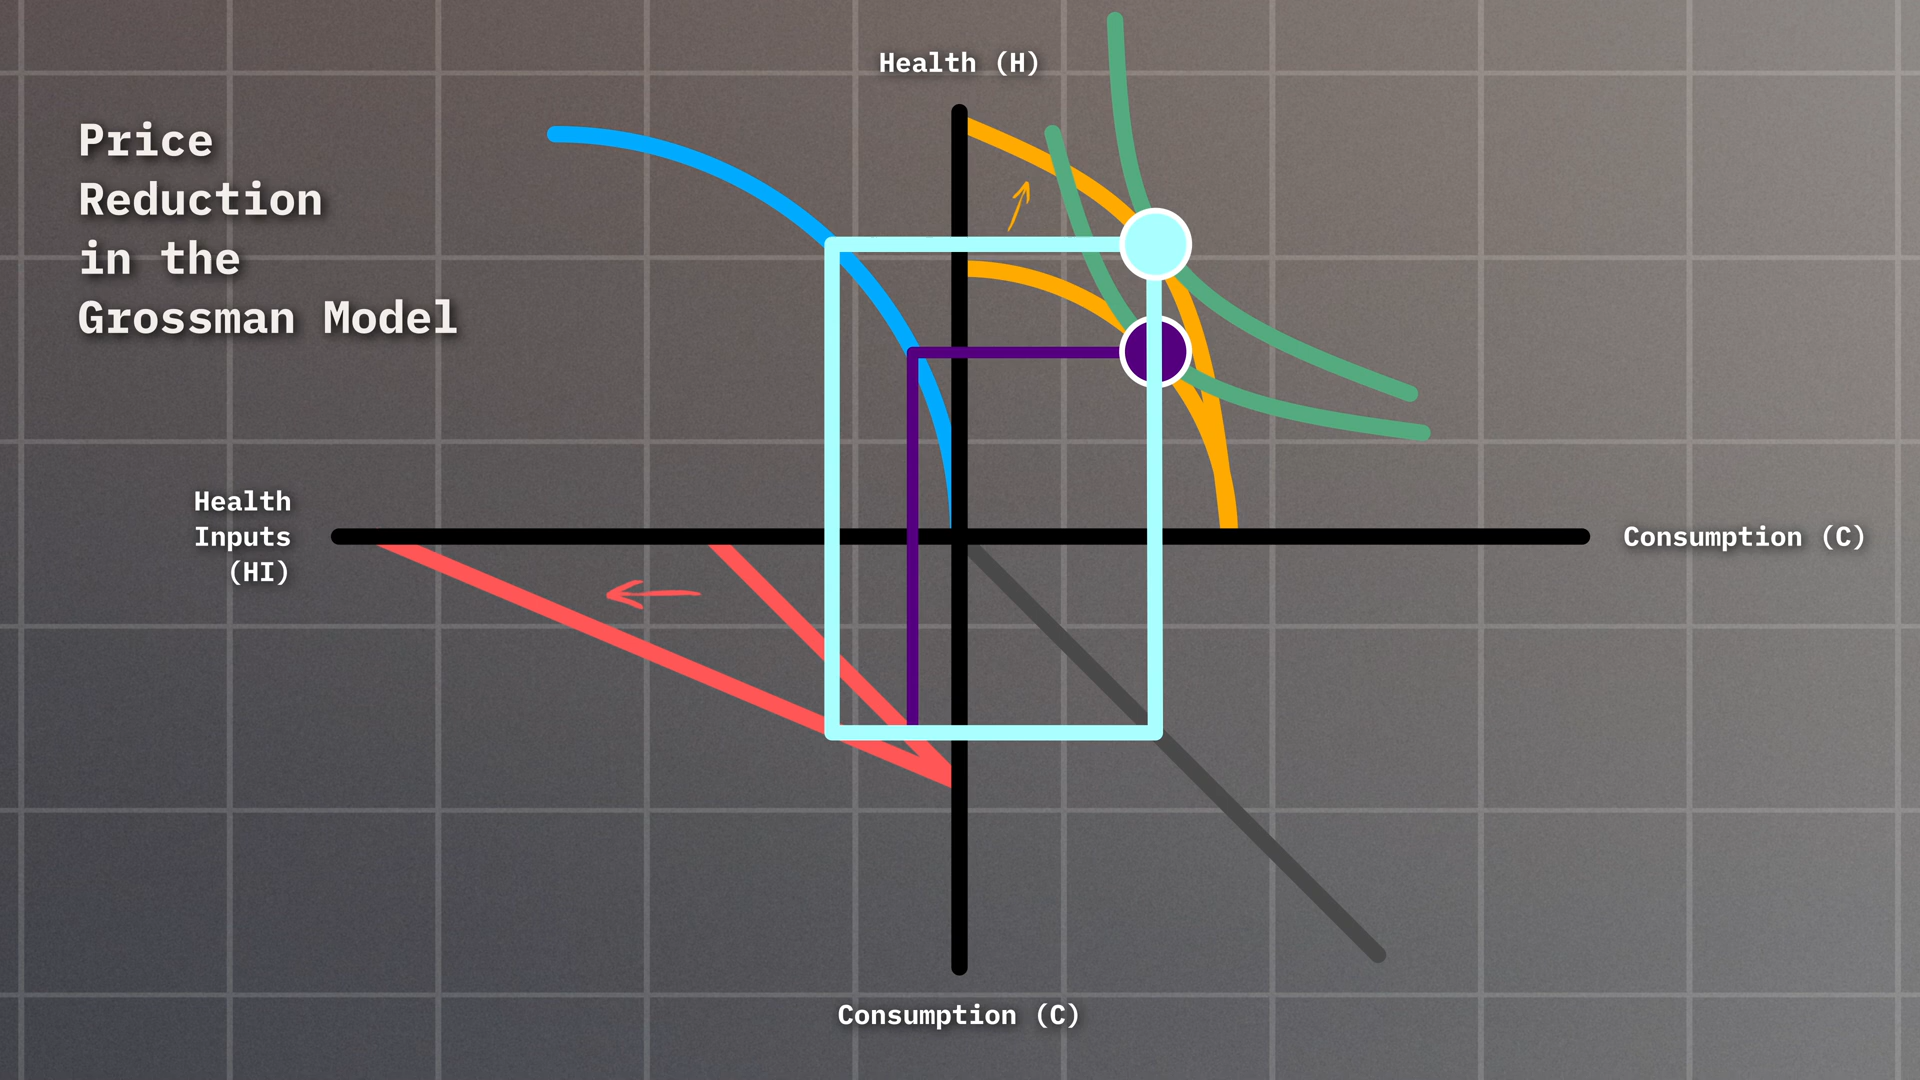 Price
Reduction
in the
Grossman Model
Health (H)
Health
Inputs
(HI)
Consumption (C)
Consumption (C)